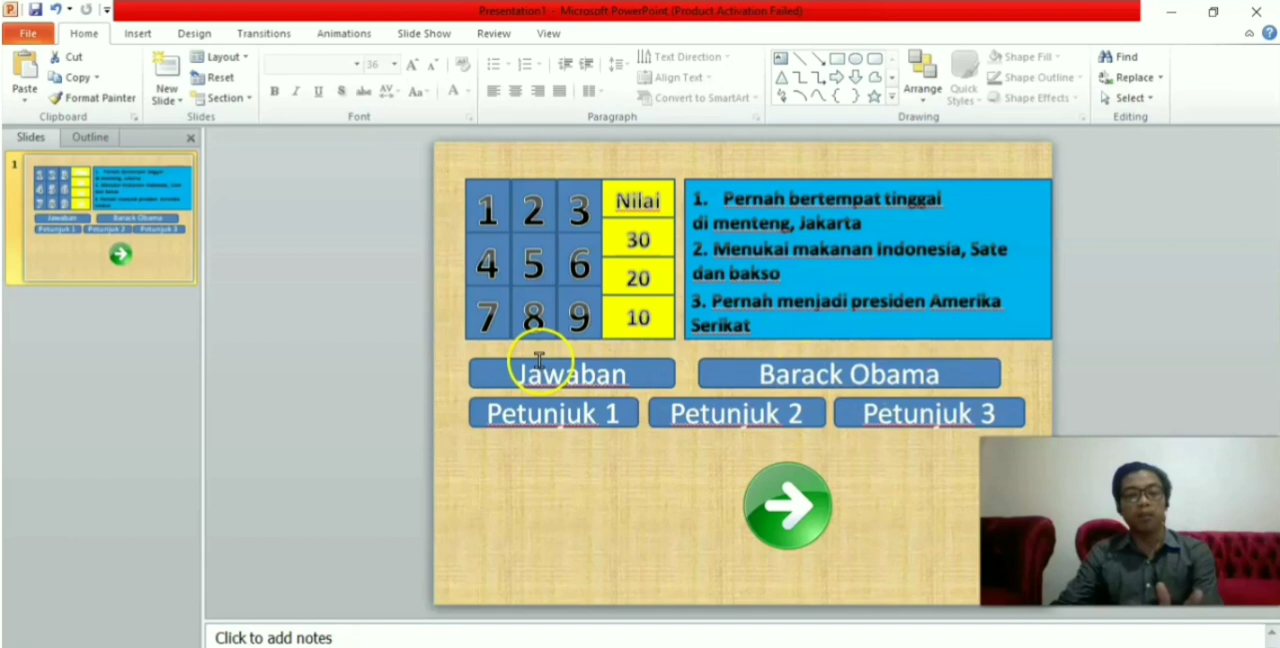 Presentation1 - Microsoft PowerPoint (Product Activation Failed)
File Home Insert Design Transitions Animations Slide Show Review View
Paste
Cut
Copy
Format Painter
Clipboard
New Slide
Layout
Reset
Section
Slides
36
Font
Text Direction
Align Text
Convert to SmartArt
Paragraph
Arrange
Quick Styles
Shape Fill
Shape Outline
Shape Effects
Drawing
Find
Replace
Select
Editing
Slides Outline
1
1 2 3
4 5 6
7 8 9
Nilai
30
20
10
1. Pernah bertempat tinggal
di menteng, Jakarta
2. Menukai makanan indonesia, Sate
dan bakso
3. Pernah menjadi presiden Amerika
Serikat
Jawaban
Barack Obama
Petunjuk 1
Petunjuk 2
Petunjuk 3
Click to add notes